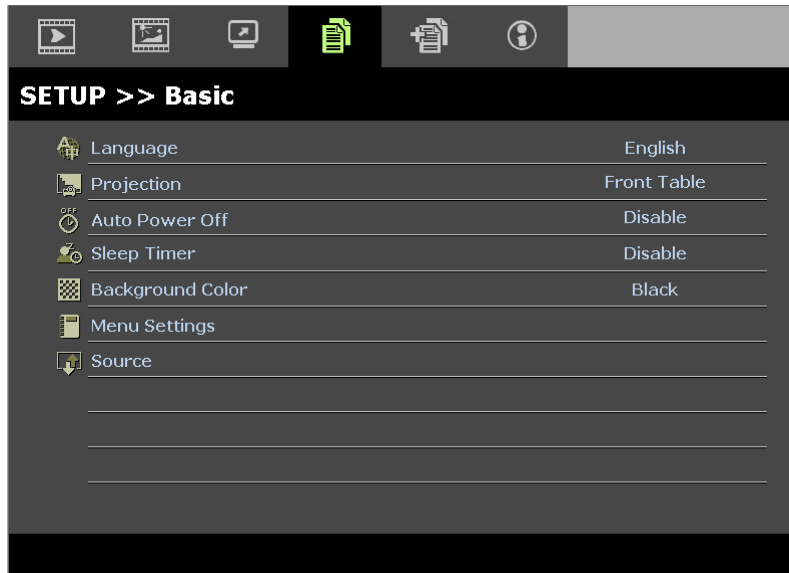 SETUP >> Basic
Language English
Projection Front Table
OFF
Auto Power Off Disable
Sleep Timer Disable
Background Color Black
Menu Settings
Source